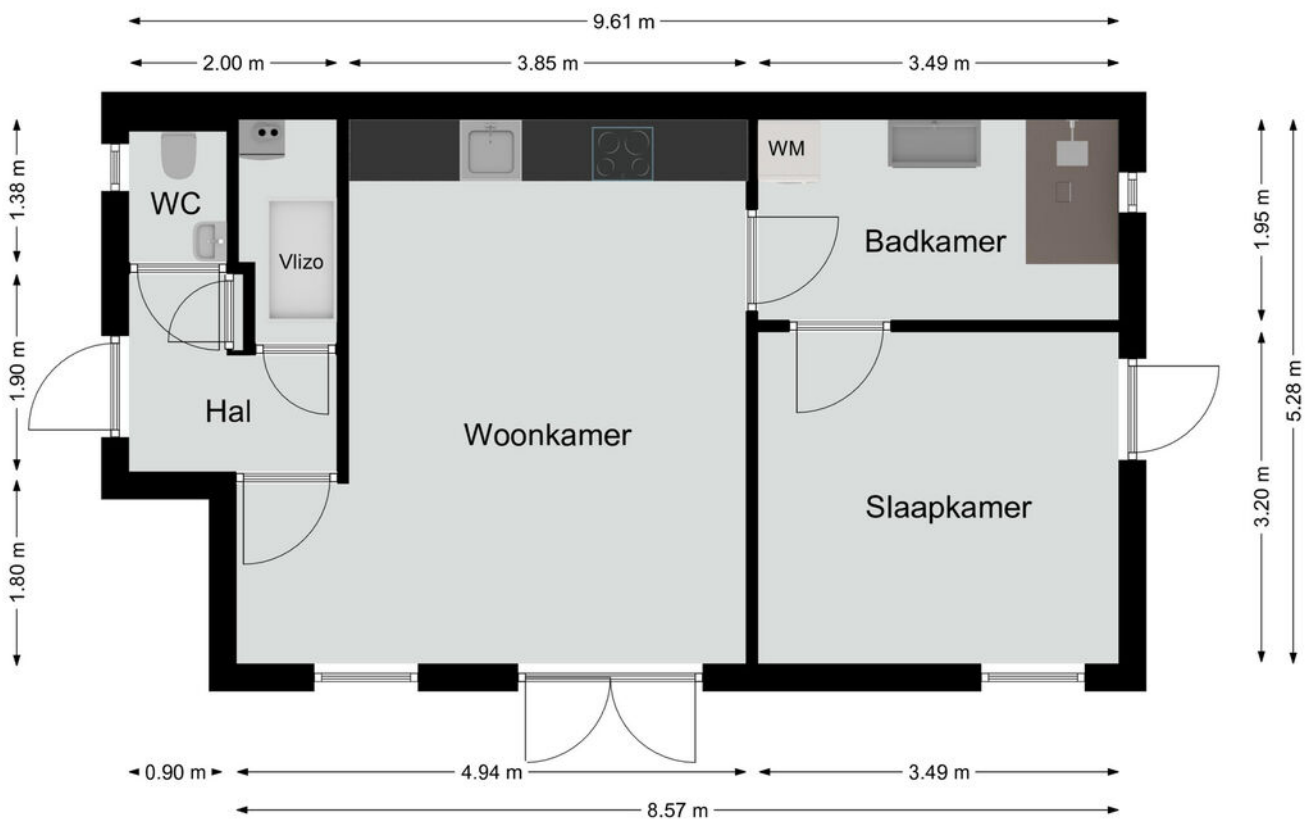 9.61 m
2.00 m
3.85 m
3.49 m
1.38 m
1.90 m
1.80 m
WC
Vlizo
WM
Badkamer
Hal
Woonkamer
Slaapkamer
1.95 m
3.20 m
5.28 m
0.90 m
4.94 m
3.49 m
8.57 m